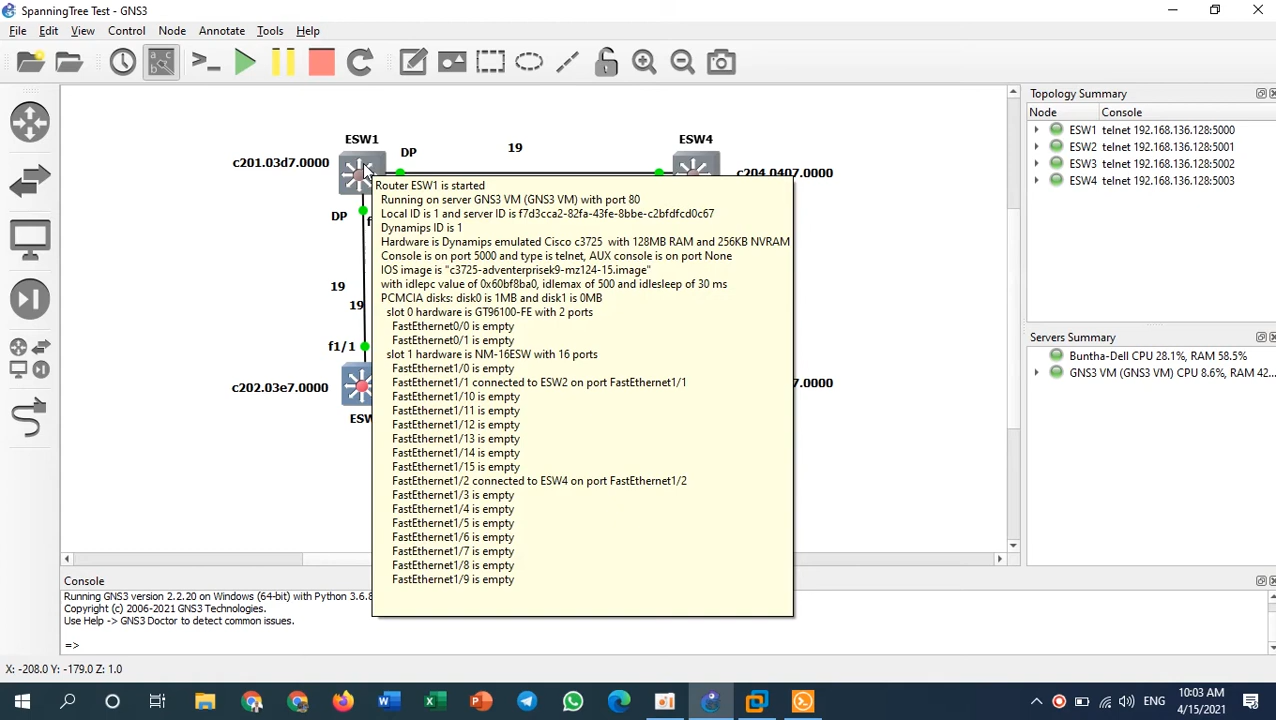 SpanningTree Test - GNS3
File Edit View Control Node Annotate Tools Help
ESW1
DP
19
ESW4
c201.03d7.0000
c204.0407.0000
DP
19
19
f1/1
c202.03e7.0000
7.0000
Router ESW1 is started
Running on server GNS3 VM (GNS3 VM) with port 80
Local ID is 1 and server ID is f7d3cca2-82fa-43fe-8bbe-c2bfdfcd0c67
Dynamips ID is 1
Hardware is Dynamips emulated Cisco c3725 with 128MB RAM and 256KB NVRAM
Console is on port 5000 and type is telnet, AUX console is on port None
IOS image is "c3725-adventerprisek9-mz124-15.image"
with idlepc value of 0x60bf8ba0, idlemax of 500 and idlesleep of 30 ms
PCMCIA disks: disk0 is 1MB and disk1 is 0MB
slot 0 hardware is GT96100-FE with 2 ports
FastEthernet0/0 is empty
FastEthernet0/1 is empty
slot 1 hardware is NM-16ESW with 16 ports
FastEthernet1/0 is empty
FastEthernet1/1 connected to ESW2 on port FastEthernet1/1
FastEthernet1/10 is empty
FastEthernet1/11 is empty
FastEthernet1/12 is empty
FastEthernet1/13 is empty
FastEthernet1/14 is empty
FastEthernet1/15 is empty
FastEthernet1/2 connected to ESW4 on port FastEthernet1/2
FastEthernet1/3 is empty
FastEthernet1/4 is empty
FastEthernet1/5 is empty
FastEthernet1/6 is empty
FastEthernet1/7 is empty
FastEthernet1/8 is empty
FastEthernet1/9 is empty
Topology Summary
Node Console
ESW1 telnet 192.168.136.128:5000
ESW2 telnet 192.168.136.128:5001
ESW3 telnet 192.168.136.128:5002
ESW4 telnet 192.168.136.128:5003
Servers Summary
Buntha-Dell CPU 28.1%, RAM 58.5%
GNS3 VM (GNS3 VM) CPU 8.6%, RAM 42...
Console
Running GNS3 version 2.2.20 on Windows (64-bit) with Python 3.6.8
Copyright (c) 2006-2021 GNS3 Technologies.
Use Help -> GNS3 Doctor to detect common issues.
=>
X: -208.0 Y: -179.0 Z: 1.0
ENG
10:03 AM
4/15/2021